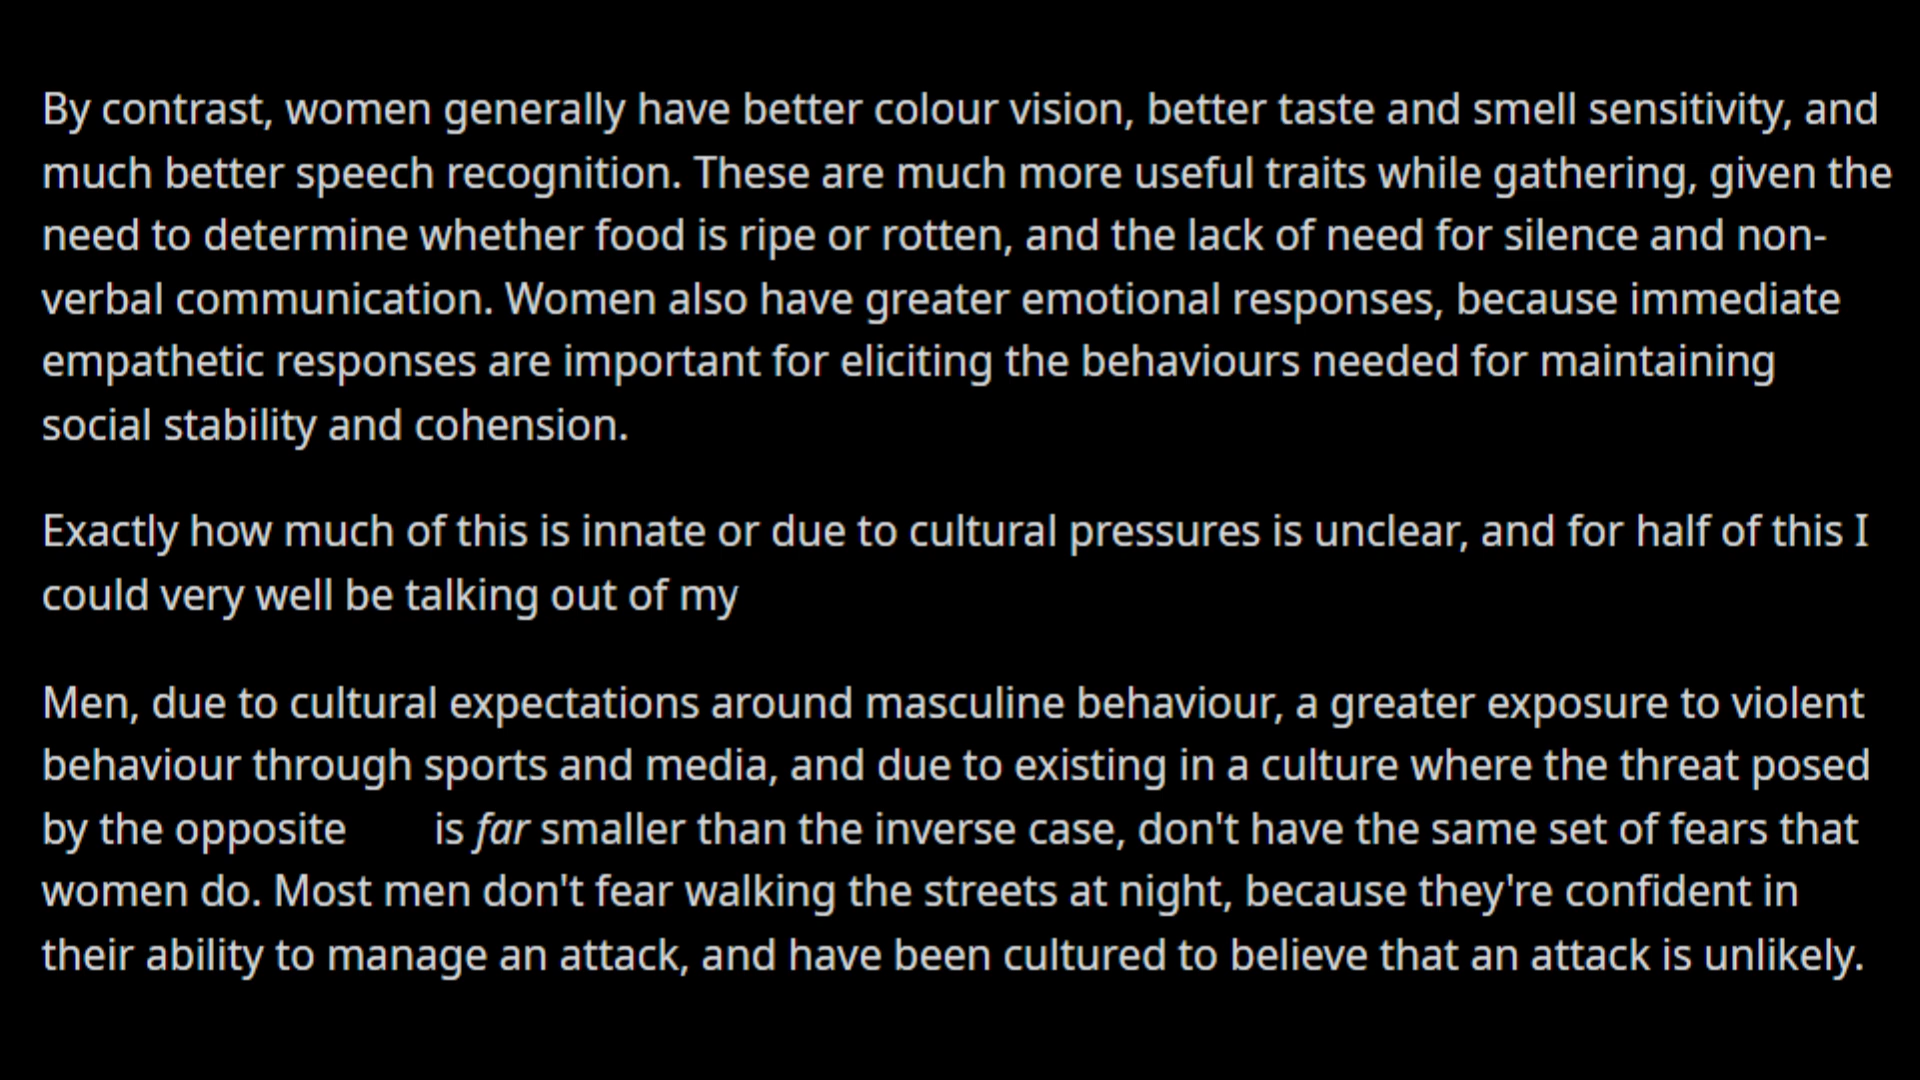 By contrast, women generally have better colour vision, better taste and smell sensitivity, and
much better speech recognition. These are much more useful traits while gathering, given the
need to determine whether food is ripe or rotten, and the lack of need for silence and non-
verbal communication. Women also have greater emotional responses, because immediate
empathetic responses are important for eliciting the behaviours needed for maintaining
social stability and cohension.
Exactly how much of this is innate or due to cultural pressures is unclear, and for half of this I
could very well be talking out of my
Men, due to cultural expectations around masculine behaviour, a greater exposure to violent
behaviour through sports and media, and due to existing in a culture where the threat posed
by the opposite is far smaller than the inverse case, don't have the same set of fears that
women do. Most men don't fear walking the streets at night, because they're confident in
their ability to manage an attack, and have been cultured to believe that an attack is unlikely.